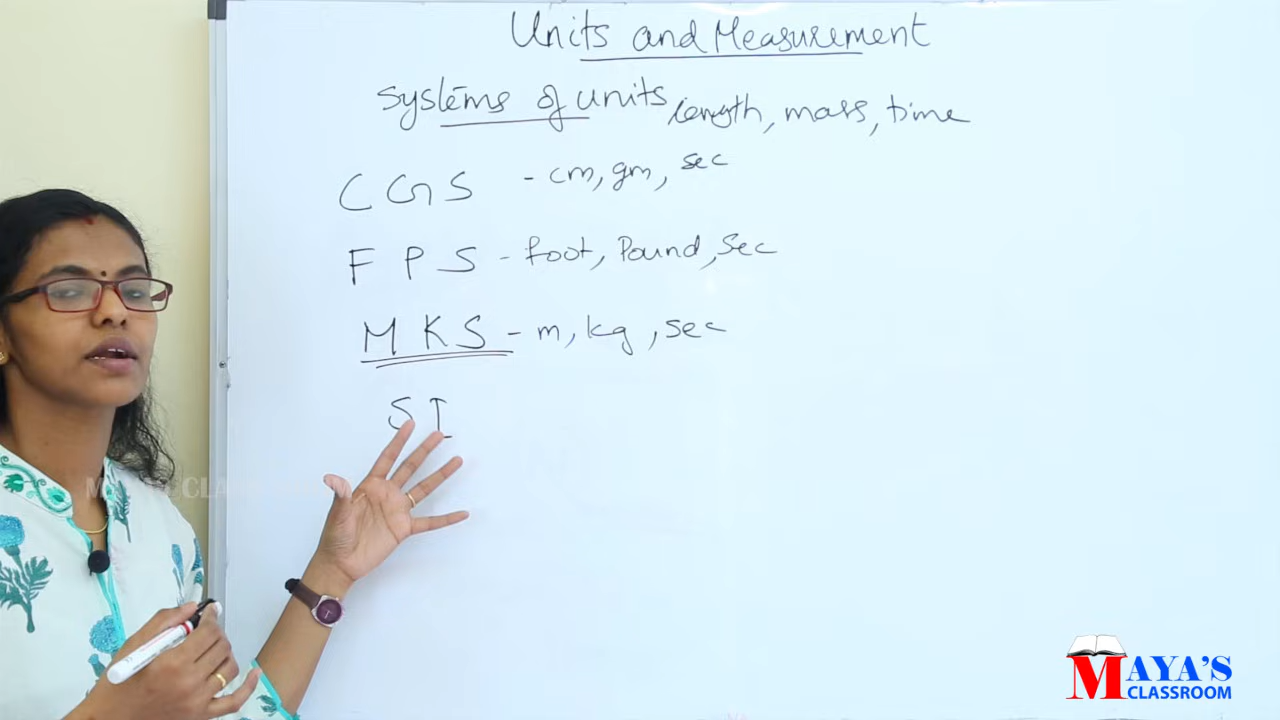 Units and Measurement
Systems of units length, mass, time
CGS - cm, gm, sec
FPS - foot, Pound, Sec
MKS - m, kg, sec
SI
MAYA'S
CLASSROOM